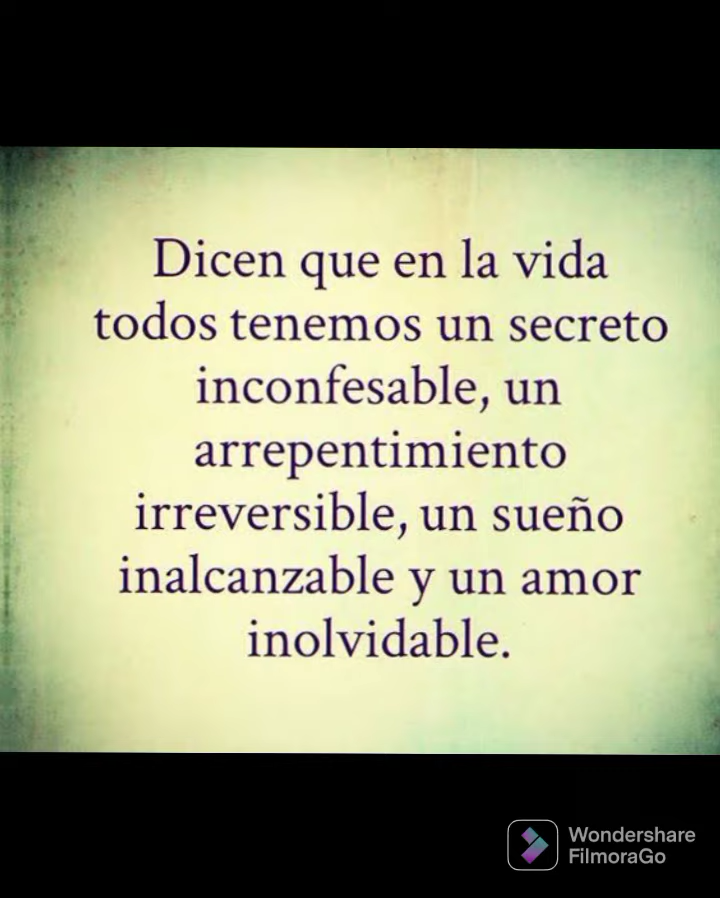 Dicen que en la vida
todos tenemos un secreto
inconfesable, un
arrepentimiento
irreversible, un sueño
inalcanzable y un amor
inolvidable.
Wondershare
FilmoraGo